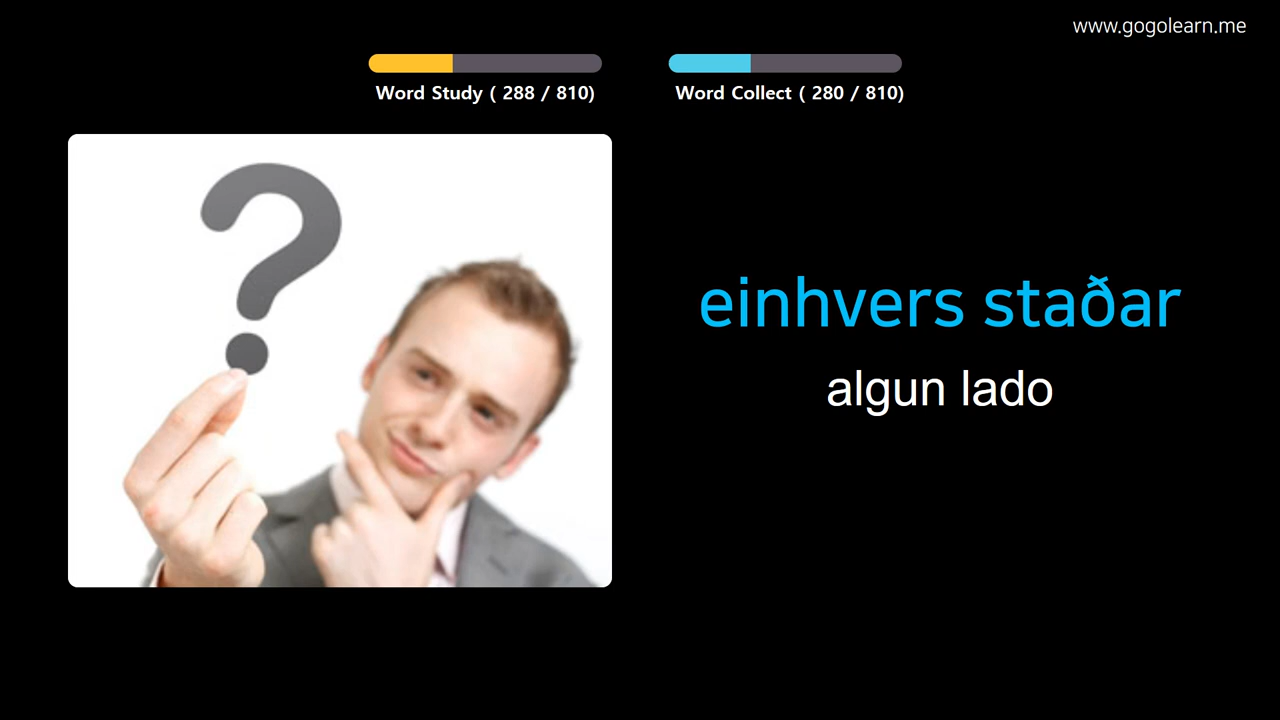 www.gogolearn.me
Word Study ( 288 / 810)
Word Collect ( 280 / 810)
einhvers staðar
algun lado